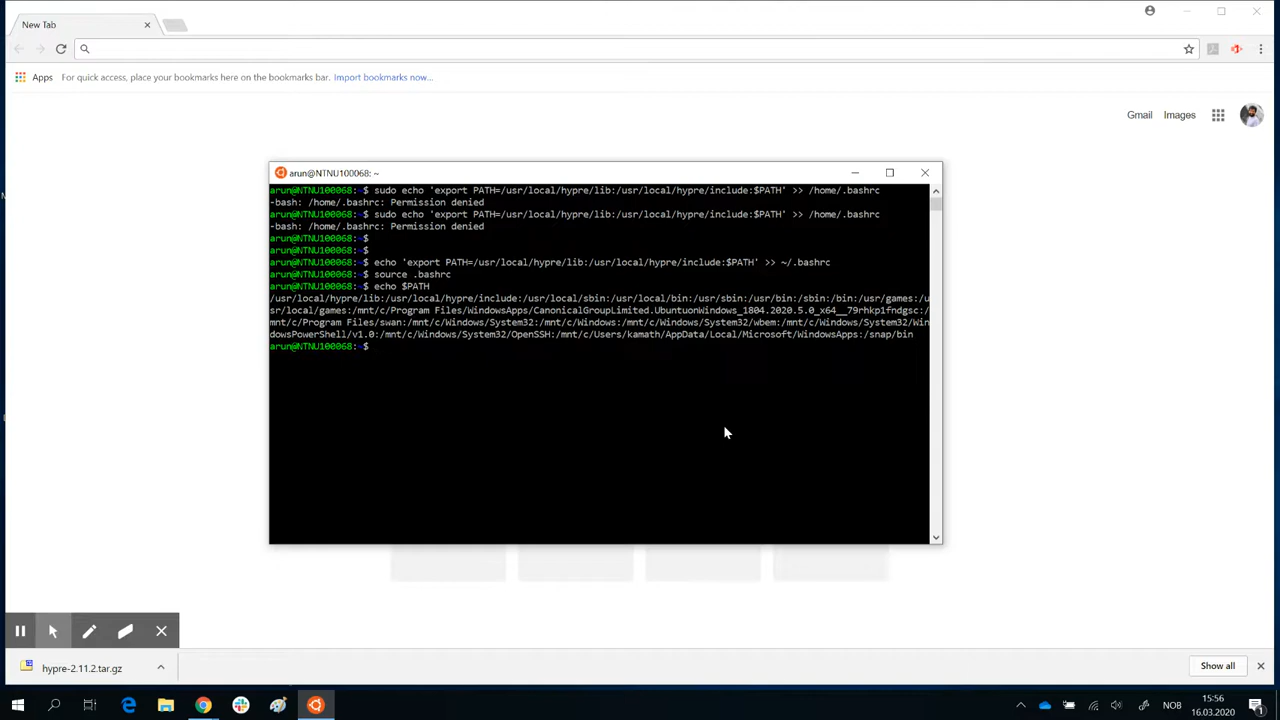 New Tab
Apps For quick access, place your bookmarks here on the bookmarks bar. Import bookmarks now...
Gmail Images
arun@NTNU100068: ~
arun@NTNU100068:~$ sudo echo 'export PATH=/usr/local/hypre/lib:/usr/local/hypre/include:$PATH' >> /home/.bashrc
-bash: /home/.bashrc: Permission denied
arun@NTNU100068:~$ sudo echo 'export PATH=/usr/local/hypre/lib:/usr/local/hypre/include:$PATH' >> /home/.bashrc
-bash: /home/.bashrc: Permission denied
arun@NTNU100068:~$
arun@NTNU100068:~$
arun@NTNU100068:~$ echo 'export PATH=/usr/local/hypre/lib:/usr/local/hypre/include:$PATH' >> ~/.bashrc
arun@NTNU100068:~$ source .bashrc
arun@NTNU100068:~$ echo $PATH
/usr/local/hypre/lib:/usr/local/hypre/include:/usr/local/sbin:/usr/local/bin:/usr/sbin:/usr/bin:/sbin:/bin:/usr/games:/u
sr/local/games:/mnt/c/Program Files/WindowsApps/CanonicalGroupLimited.UbuntuonWindows_1804.2020.5.0_x64__79rhkp1fndgsc:/
mnt/c/Program Files/swan:/mnt/c/Windows/System32:/mnt/c/Windows:/mnt/c/Windows/System32/wbem:/mnt/c/Windows/System32/Win
dowsPowerShell/v1.0:/mnt/c/Windows/System32/OpenSSH:/mnt/c/Users/kamath/AppData/Local/Microsoft/WindowsApps:/snap/bin
arun@NTNU100068:~$
hypre-2.11.2.tar.gz
Show all
15:56
NOB
16.03.2020
1